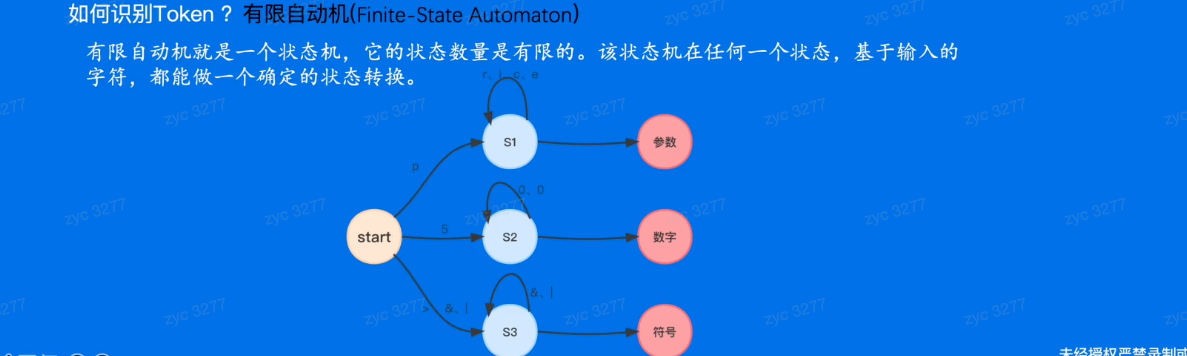 如何识别Token ？有限自动机(Finite-State Automaton)
有限自动机就是一个状态机，它的状态数量是有限的。该状态机在任何一个状态，基于输入的
字符，都能做一个确定的状态转换。
r、i、c、e
S1
参数
p
0、0
start
5
S2
数字
&、|
>、&、|
S3
符号
zyc 3277
未经授权严禁录制或